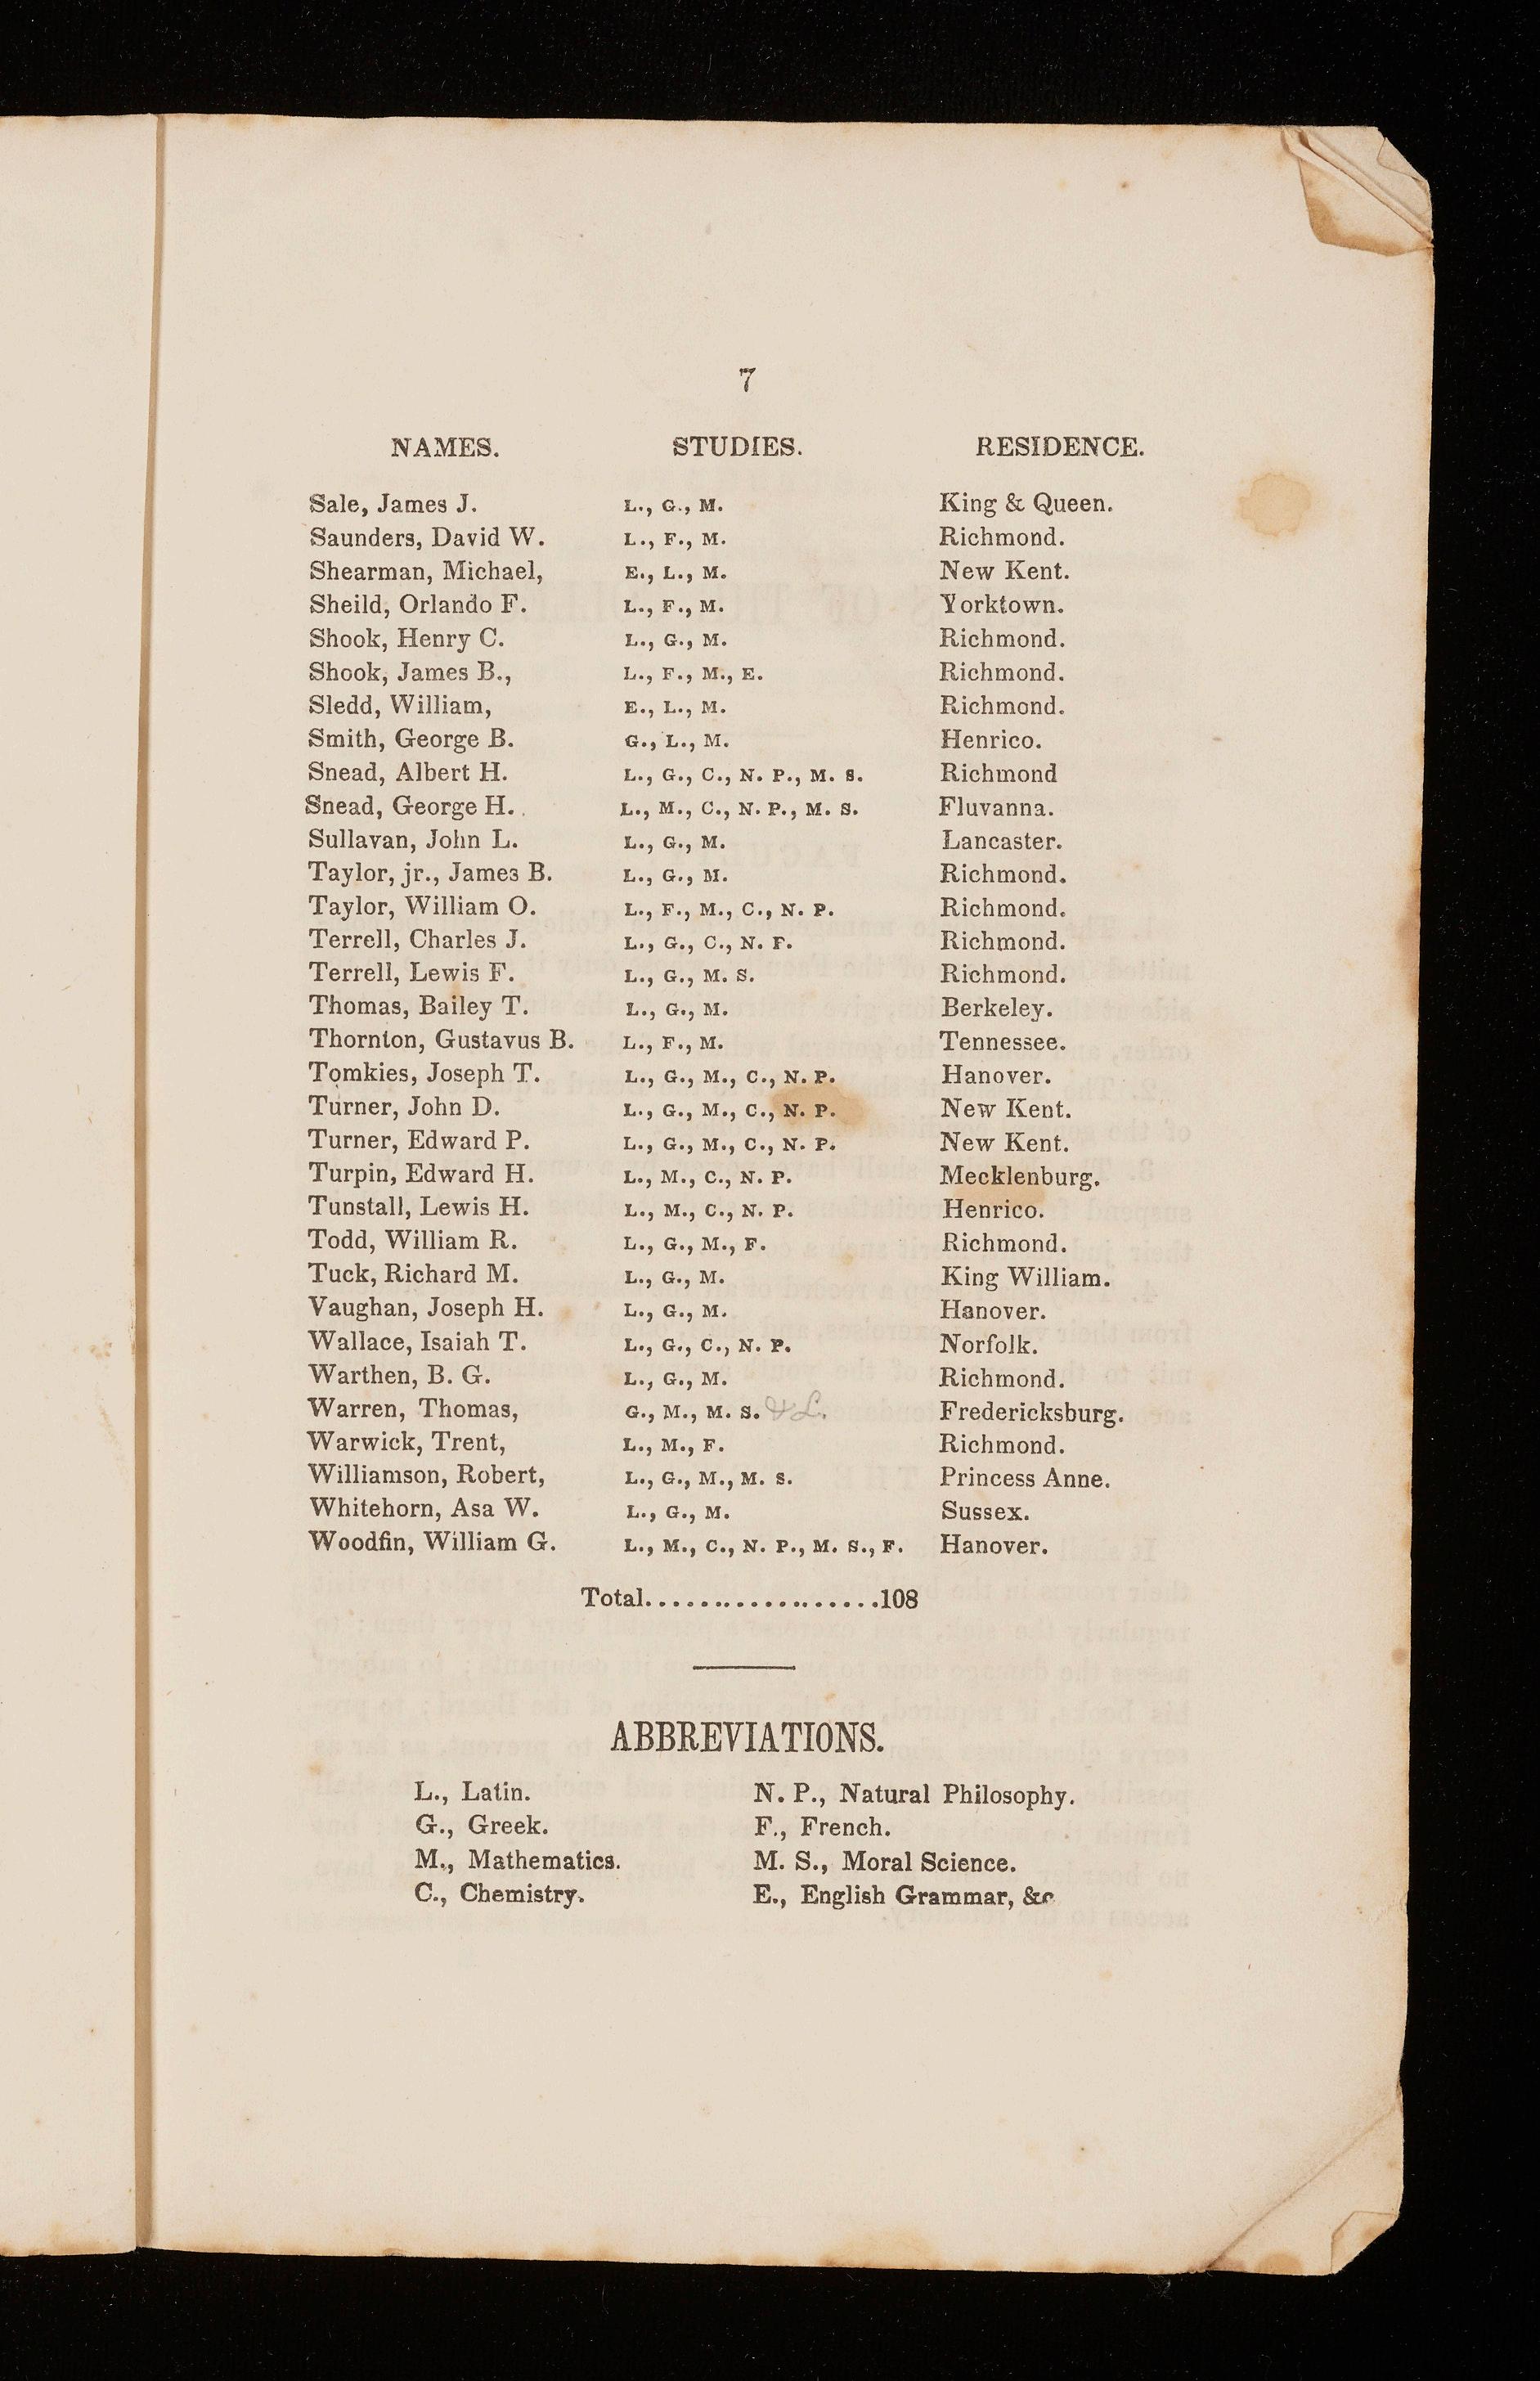 7
NAMES. STUDIES. RESIDENCE.
Sale, James J. L., G., M. King & Queen.
Saunders, David W. L., F., M. Richmond.
Shearman, Michael, E., L., M. New Kent.
Sheild, Orlando F. L., F., M. Yorktown.
Shook, Henry C. L., G., M. Richmond.
Shook, James B., L., F., M., E. Richmond.
Sledd, William, E., L., M. Richmond.
Smith, George B. G., L., M. Henrico.
Snead, Albert H. L., G., C., N. P., M. S. Richmond
Snead, George H. L., M., C., N. P., M. S. Fluvanna.
Sullavan, John L. L., G., M. Lancaster.
Taylor, jr., James B. L., G., M. Richmond.
Taylor, William O. L., F., M., C., N. P. Richmond.
Terrell, Charles J. L., G., C., N. F. Richmond.
Terrell, Lewis F. L., G., M. S. Richmond.
Thomas, Bailey T. L., G., M. Berkeley.
Thornton, Gustavus B. L., F., M. Tennessee.
Tomkies, Joseph T. L., G., M., C., N. P. Hanover.
Turner, John D. L., G., M., C., N. P. New Kent.
Turner, Edward P. L., G., M., C., N. P. New Kent.
Turpin, Edward H. L., M., C., N. P. Mecklenburg.
Tunstall, Lewis H. L., M., C., N. P. Henrico.
Todd, William R. L., G., M., F. Richmond.
Tuck, Richard M. L., G., M. King William.
Vaughan, Joseph H. L., G., M. Hanover.
Wallace, Isaiah T. L., G., C., N. P. Norfolk.
Warthen, B. G. L., G., M. Richmond.
Warren, Thomas, G., M., M. S. & L. Fredericksburg.
Warwick, Trent, L., M., F. Richmond.
Williamson, Robert, L., G., M., M. S. Princess Anne.
Whitehorn, Asa W. L., G., M. Sussex.
Woodfin, William G. L., M., C., N. P., M. S., F. Hanover.
Total...................108
ABBREVIATIONS.
L., Latin. N. P., Natural Philosophy.
G., Greek. F., French.
M., Mathematics. M. S., Moral Science.
C., Chemistry. E., English Grammar, &c